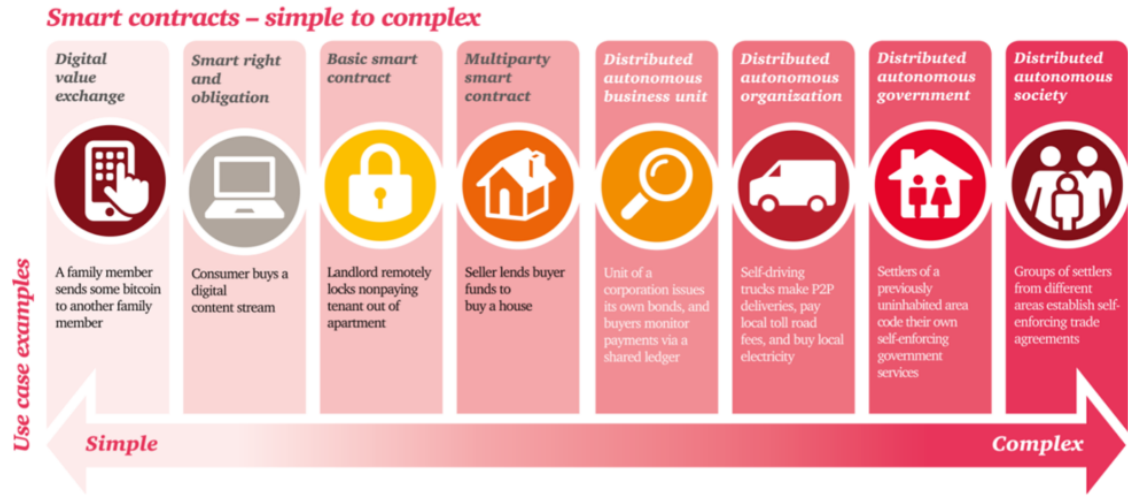 Smart contracts – simple to complex
Digital
value
exchange
A family member
sends some bitcoin
to another family
member
Smart right
and
obligation
Consumer buys a
digital
content stream
Basic smart
contract
Landlord remotely
locks nonpaying
tenant out of
apartment
Multiparty
smart
contract
Seller lends buyer
funds to
buy a house
Distributed
autonomous
business unit
Unit of a
corporation issues
its own bonds, and
buyers monitor
payments via a
shared ledger
Distributed
autonomous
organization
Self-driving
trucks make P2P
deliveries, pay
local toll road
fees, and buy local
electricity
Distributed
autonomous
government
Settlers of a
previously
uninhabited area
code their own
self-enforcing
government
services
Distributed
autonomous
society
Groups of settlers
from different
areas establish self-
enforcing trade
agreements
Use case examples
Simple
Complex